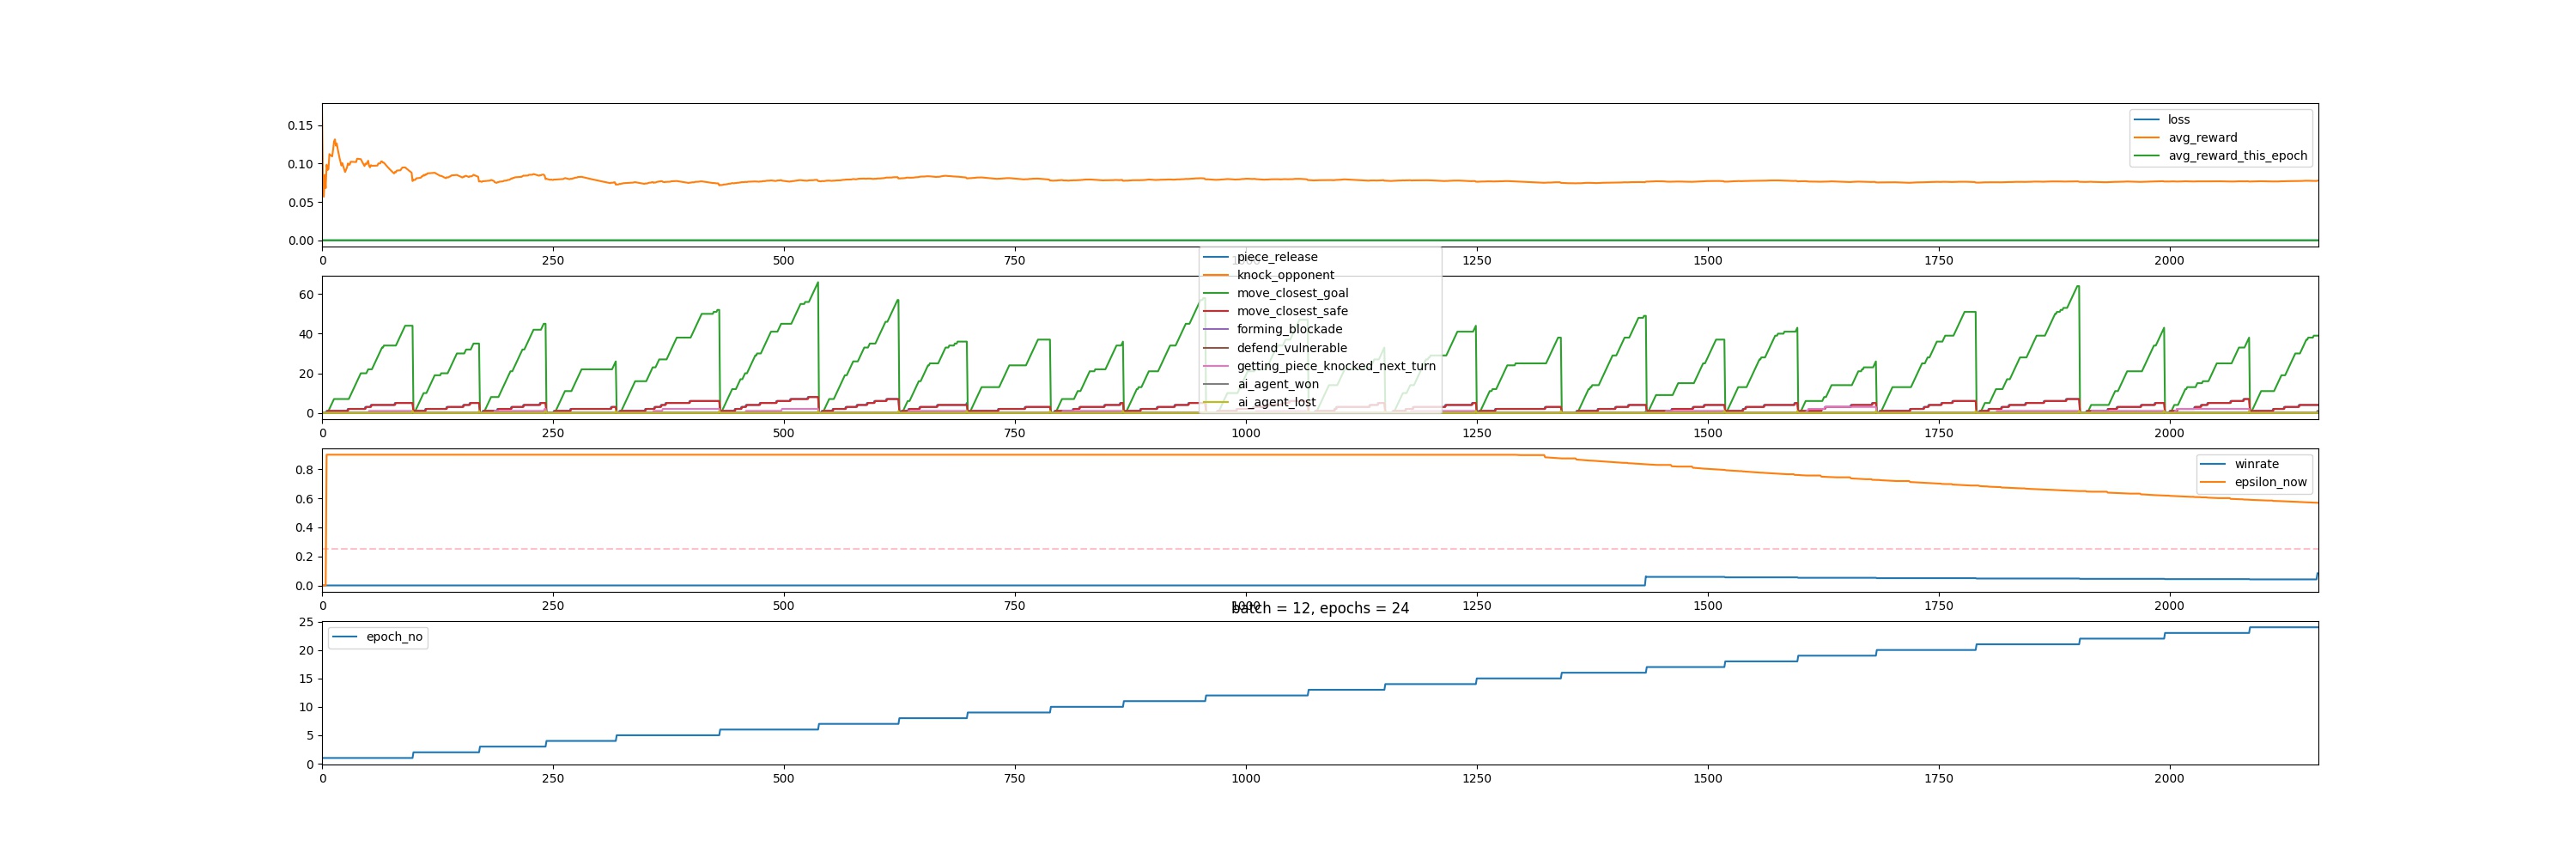 0.15
0.10
0.05
0.00
loss
avg_reward
avg_reward_this_epoch
0 250 500 750 1000 1250 1500 1750 2000
60
40
20
0
piece_release
knock_opponent
move_closest_goal
move_closest_safe
forming_blockade
defend_vulnerable
getting_piece_knocked_next_turn
ai_agent_won
ai_agent_lost
0 250 500 750 1000 1250 1500 1750 2000
0.8
0.6
0.4
0.2
0.0
winrate
epsilon_now
0 250 500 750 1000 1250 1500 1750 2000
batch = 12, epochs = 24
25
20
15
10
5
0
epoch_no
0 250 500 750 1000 1250 1500 1750 2000